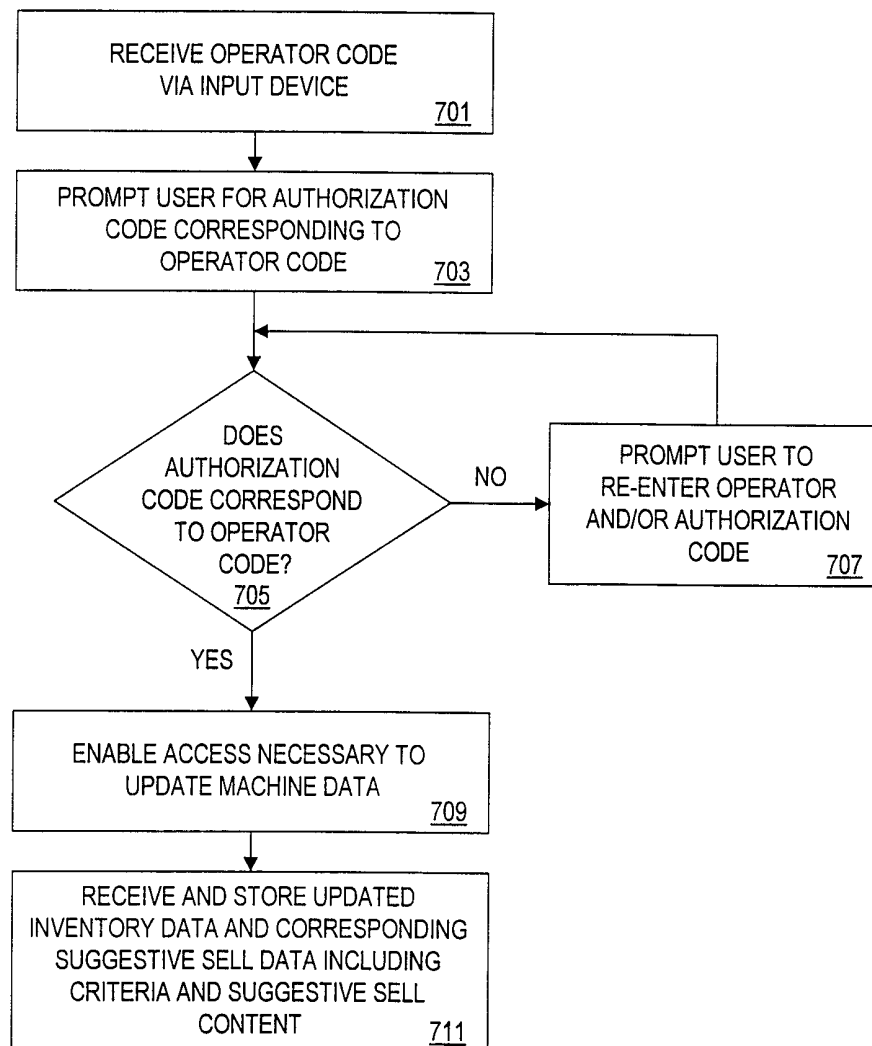 RECEIVE OPERATOR CODE
VIA INPUT DEVICE
701
PROMPT USER FOR AUTHORIZATION
CODE CORRESPONDING TO
OPERATOR CODE
703
DOES
AUTHORIZATION
CODE CORRESPOND
TO OPERATOR
CODE?
705
NO
PROMPT USER TO
RE-ENTER OPERATOR
AND/OR AUTHORIZATION
CODE
707
YES
ENABLE ACCESS NECESSARY TO
UPDATE MACHINE DATA
709
RECEIVE AND STORE UPDATED
INVENTORY DATA AND CORRESPONDING
SUGGESTIVE SELL DATA INCLUDING
CRITERIA AND SUGGESTIVE SELL
CONTENT
711